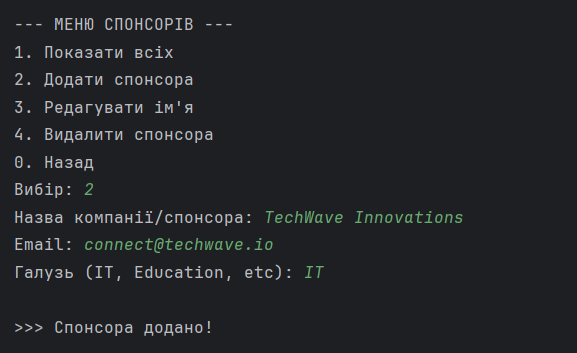 --- МЕНЮ СПОНСОРІВ ---
1. Показати всіх
2. Додати спонсора
3. Редагувати ім'я
4. Видалити спонсора
0. Назад
Вибір: 2
Назва компанії/спонсора: TechWave Innovations
Email: connect@techwave.io
Галузь (IT, Education, etc): IT
>>> Спонсора додано!